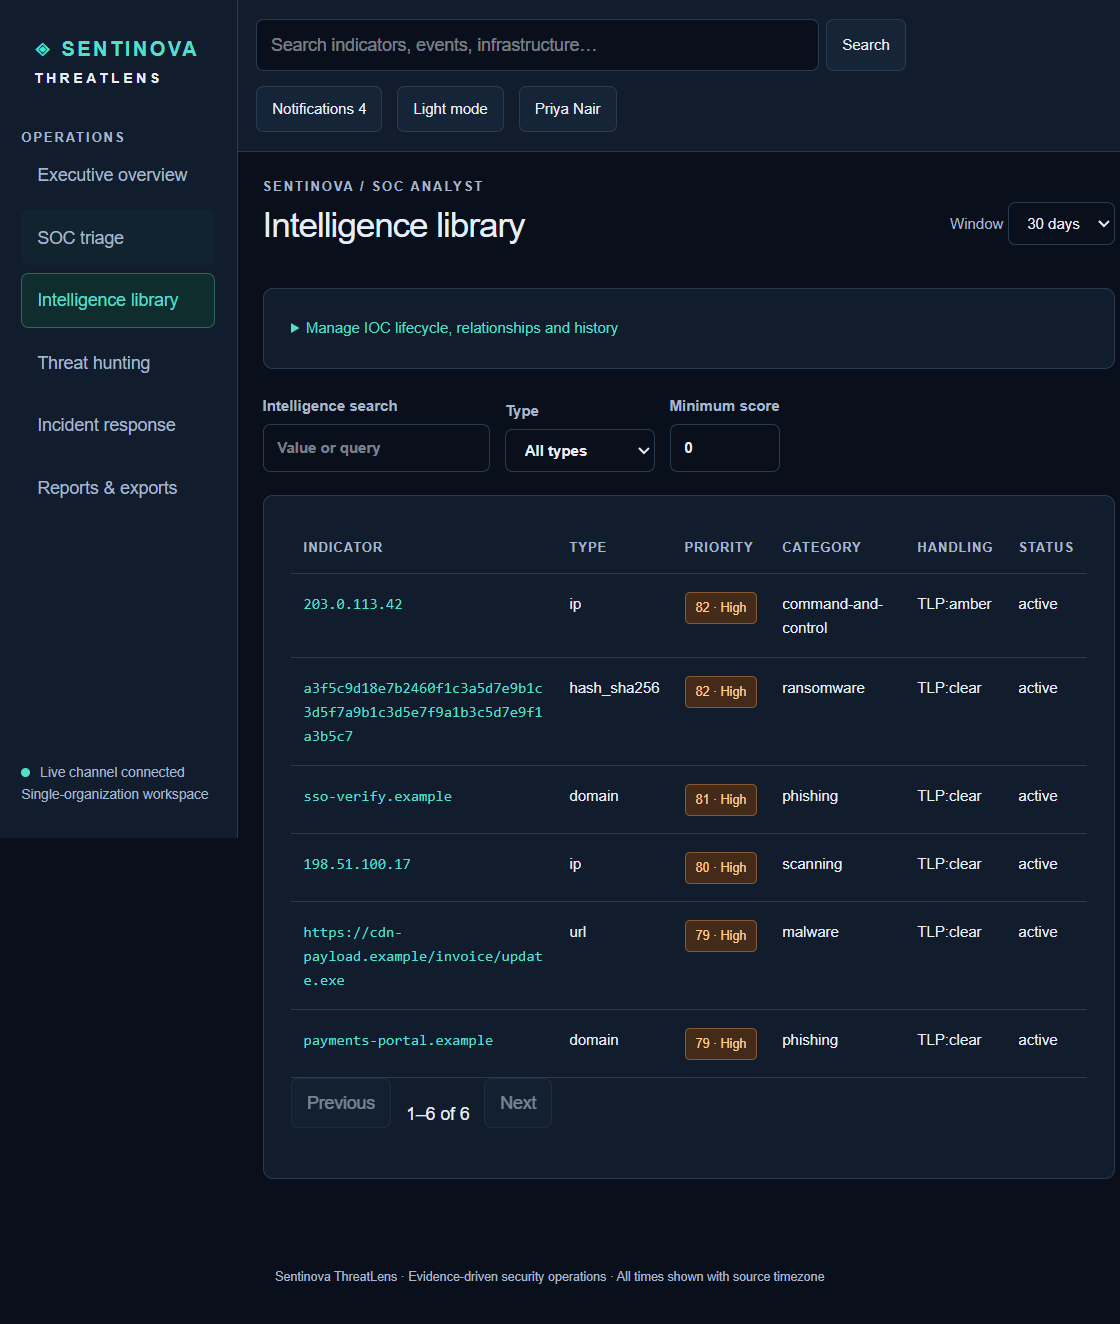 ◈ SENTINOVA
THREATLENS
OPERATIONS
Executive overview
SOC triage
Intelligence library
Threat hunting
Incident response
Reports & exports
Live channel connected
Single-organization workspace
Search indicators, events, infrastructure…
Search
Notifications 4
Light mode
Priya Nair
SENTINOVA / SOC ANALYST
Intelligence library
Window
30 days
Manage IOC lifecycle, relationships and history
Intelligence search
Type
Minimum score
Value or query
All types
0
INDICATOR TYPE PRIORITY CATEGORY HANDLING STATUS
203.0.113.42 ip 82 · High command-and-control TLP:amber active
a3f5c9d18e7b2460f1c3a5d7e9b1c
3d5f7a9b1c3d5e7f9a1b3c5d7e9f1
a3b5c7
hash_sha256 82 · High ransomware TLP:clear active
sso-verify.example domain 81 · High phishing TLP:clear active
198.51.100.17 ip 80 · High scanning TLP:clear active
https://cdn-
payload.example/invoice/updat
e.exe
url 79 · High malware TLP:clear active
payments-portal.example domain 79 · High phishing TLP:clear active
Previous 1–6 of 6 Next
Sentinova ThreatLens · Evidence-driven security operations · All times shown with source timezone